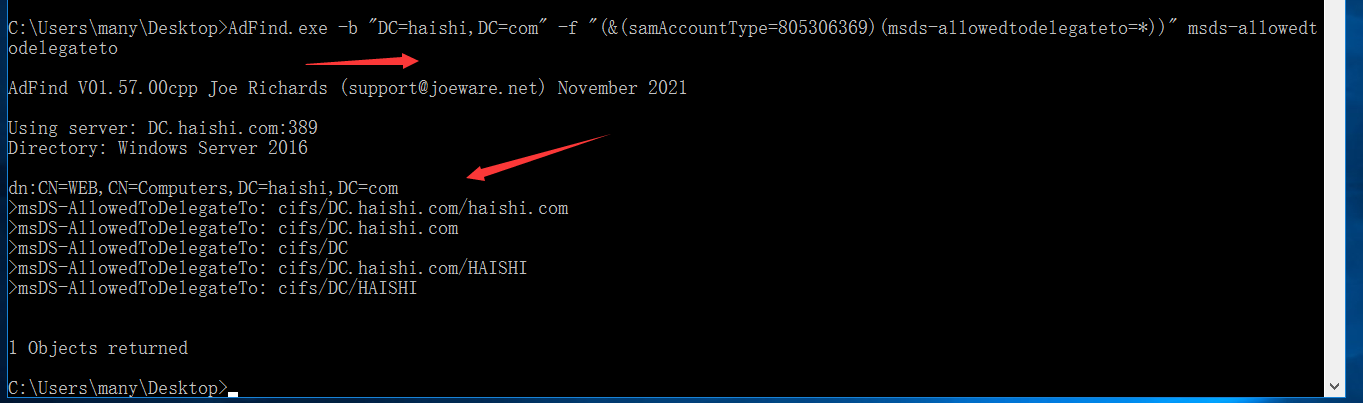 C:\Users\many\Desktop>AdFind.exe -b "DC=haishi,DC=com" -f "(&(samAccountType=805306369)(msds-allowedtodelegateto=*))" msds-allowedt
odelegateto
AdFind V01.57.00cpp Joe Richards (support@joeware.net) November 2021
Using server: DC.haishi.com:389
Directory: Windows Server 2016
dn:CN=WEB,CN=Computers,DC=haishi,DC=com
>msDS-AllowedToDelegateTo: cifs/DC.haishi.com/haishi.com
>msDS-AllowedToDelegateTo: cifs/DC.haishi.com
>msDS-AllowedToDelegateTo: cifs/DC
>msDS-AllowedToDelegateTo: cifs/DC.haishi.com/HAISHI
>msDS-AllowedToDelegateTo: cifs/DC/HAISHI
1 Objects returned
C:\Users\many\Desktop>